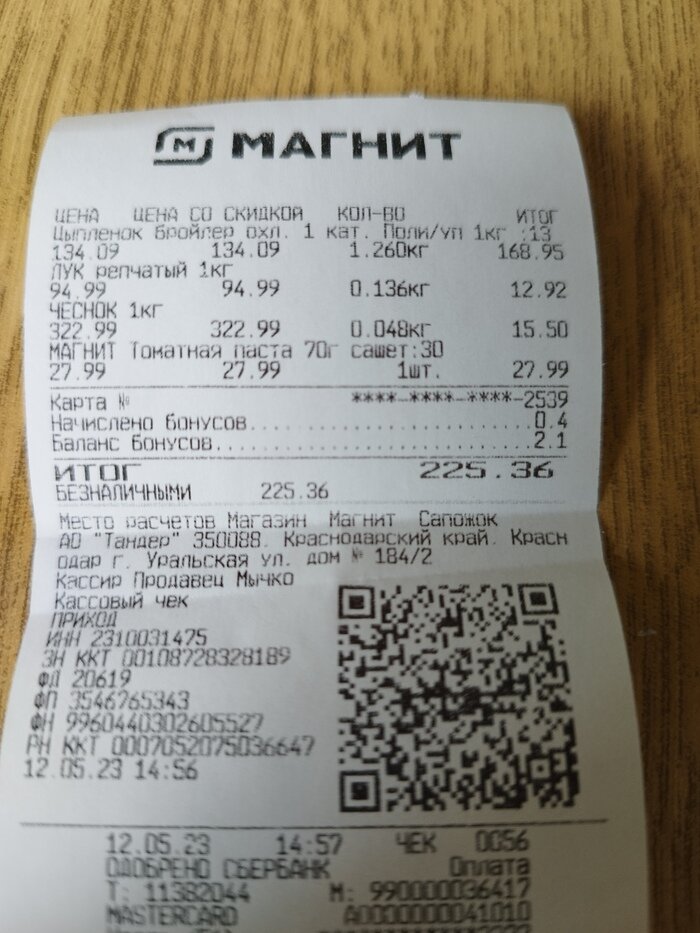 МАГНИТ
ЦЕНА ЦЕНА СО СКИДКОЙ КОЛ-ВО ИТОГ
Цыпленок Бройлер охл. 1 кат. Поли/уп 1кг :13
134.09 134.09 1.260кг 168.95
ЛУК репчатый 1кг
94.99 94.99 0.136кг 12.92
ЧЕСНОК 1кг
322.99 322.99 0.048кг 15.50
МАГНИТ Томатная паста 70г сашет:30
27.99 27.99 1шт. 27.99
Карта № ****-****-****-2539
Начислено бонусов..............................0.4
Баланс бонусов.................................2.1
ИТОГ 225.36
БЕЗНАЛИЧНЫМИ 225.36
Место расчетов Магазин Магнит Сапожок
АО "Тандер" 350088. Краснодарский край. Красн
одар г. Уральская ул. дом № 184/2
Кассир Продавец Мычко
Кассовый чек
ПРИХОД
ИНН 2310031475
ЗН ККТ 00108728328189
ФД 20619
ФП 3546765343
ФН 9960440302605527
РН ККТ 0007052075036647
12.05.23 14:56
12.05.23 14:57 ЧЕК 0056
ОДОБРЕНО СБЕРБАНК Оплата
Т: 11382044 М: 990000036417
MASTERCARD A0000000041010